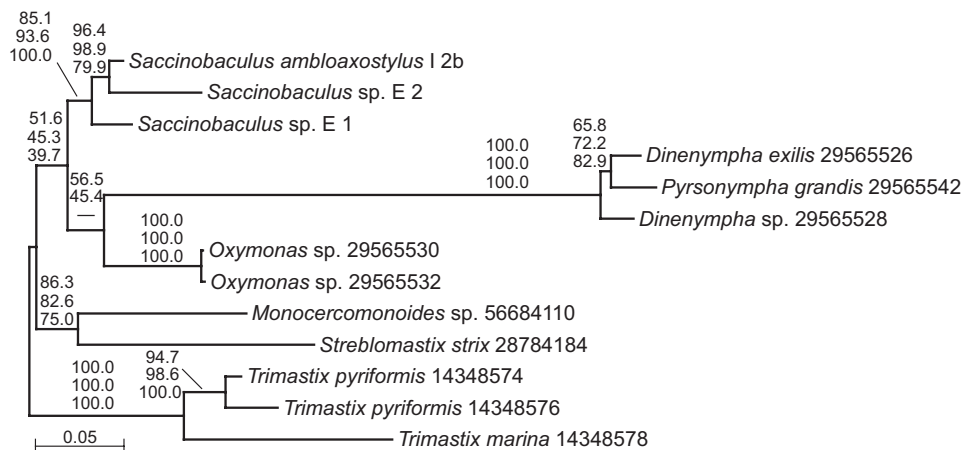 85.1
93.6
100.0
96.4
98.9
79.9
Saccinobaculus ambloaxostylus I 2b
Saccinobaculus sp. E 2
Saccinobaculus sp. E 1
51.6
45.3
39.7
65.8
72.2
82.9
100.0
100.0
100.0
Dinenympha exilis 29565526
Pyrsonympha grandis 29565542
Dinenympha sp. 29565528
56.5
45.4
—
100.0
100.0
100.0
Oxymonas sp. 29565530
Oxymonas sp. 29565532
86.3
82.6
75.0
Monocercomonoides sp. 56684110
Streblomastix strix 28784184
94.7
98.6
100.0
100.0
100.0
100.0
Trimastix pyriformis 14348574
Trimastix pyriformis 14348576
Trimastix marina 14348578
0.05